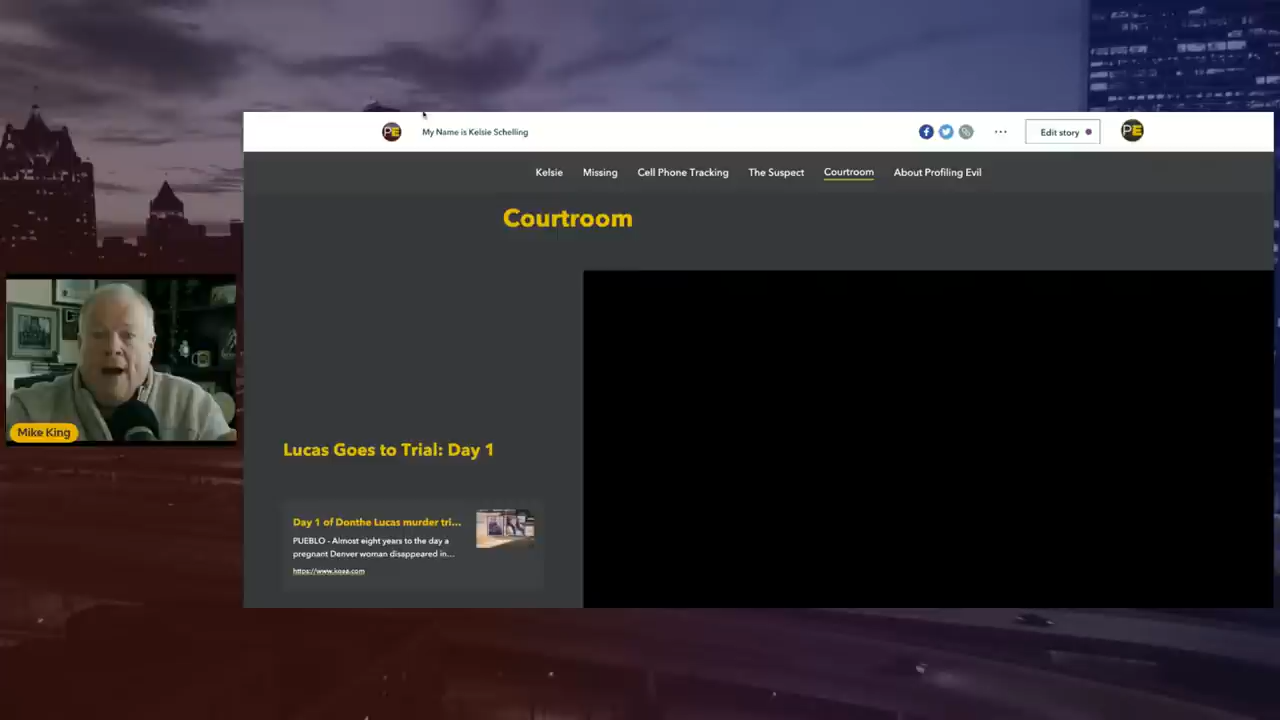 PE
My Name is Kelsie Schelling
Edit story
PE
Kelsie Missing Cell Phone Tracking The Suspect Courtroom About Profiling Evil
Courtroom
Mike King
Lucas Goes to Trial: Day 1
Day 1 of Donthe Lucas murder tri...
PUEBLO - Almost eight years to the day a
pregnant Denver woman disappeared in...
https://www.koaa.com